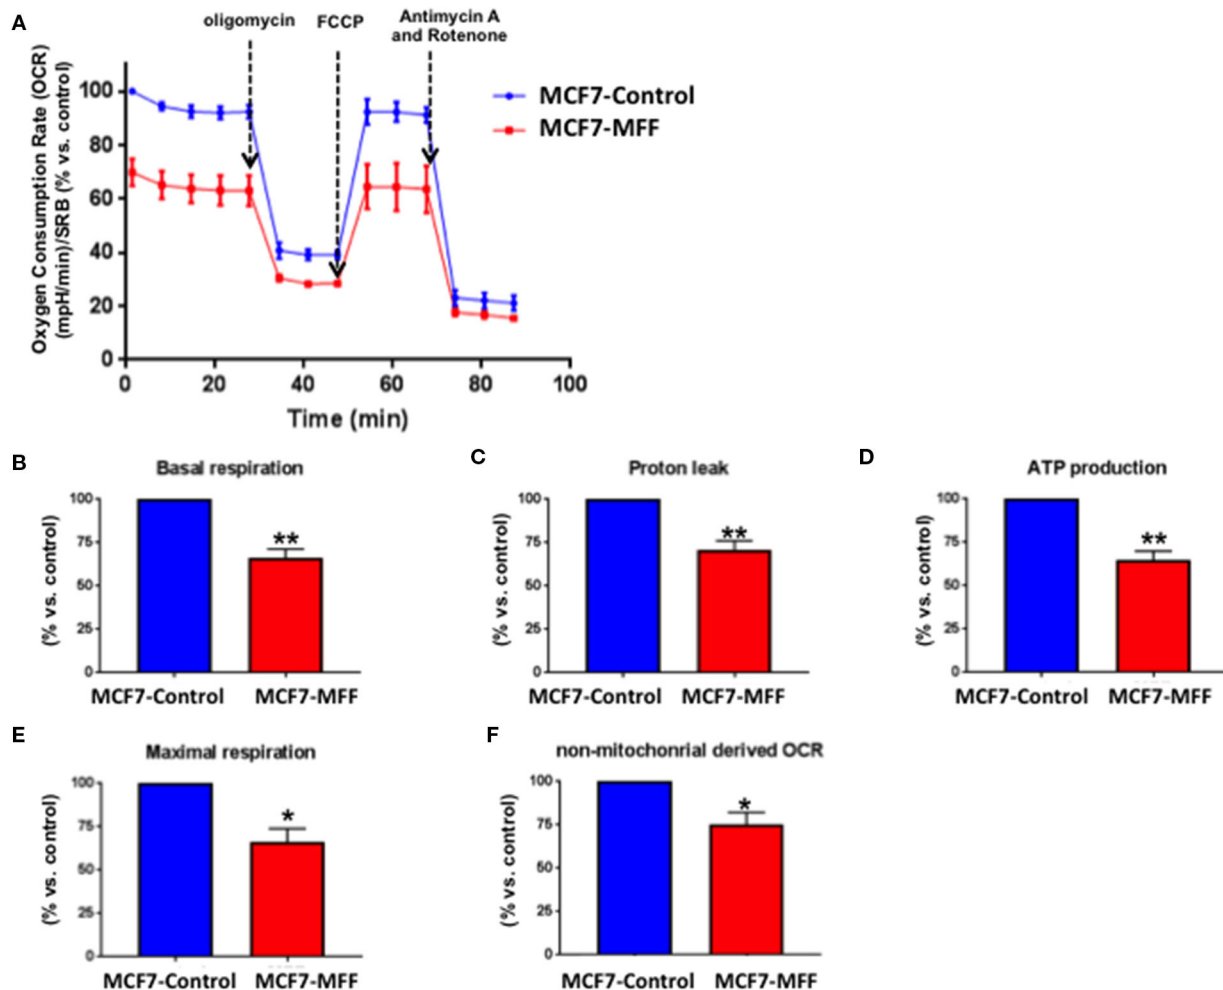 A
oligomycin
FCCP
Antimycin A
and Rotenone
Oxygen Consumption Rate (OCR)
(mpH/min)/SRB (% vs. control)
100
80
60
40
20
0
0 20 40 60 80 100
Time (min)
MCF7-Control
MCF7-MFF
B
Basal respiration
(% vs. control)
100
75
50
25
0
**
MCF7-Control MCF7-MFF
C
Proton leak
(% vs. control)
100
75
50
25
0
**
MCF7-Control MCF7-MFF
D
ATP production
(% vs. control)
100
75
50
25
0
**
MCF7-Control MCF7-MFF
E
Maximal respiration
(% vs. control)
100
75
50
25
0
*
MCF7-Control MCF7-MFF
F
non-mitochonrial derived OCR
(% vs. control)
100
75
50
25
0
*
MCF7-Control MCF7-MFF